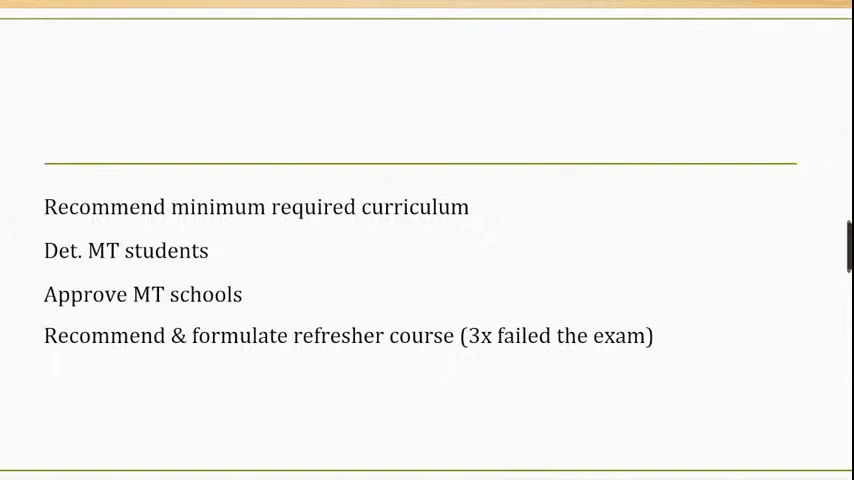 Recommend minimum required curriculum
Det. MT students
Approve MT schools
Recommend & formulate refresher course (3x failed the exam)